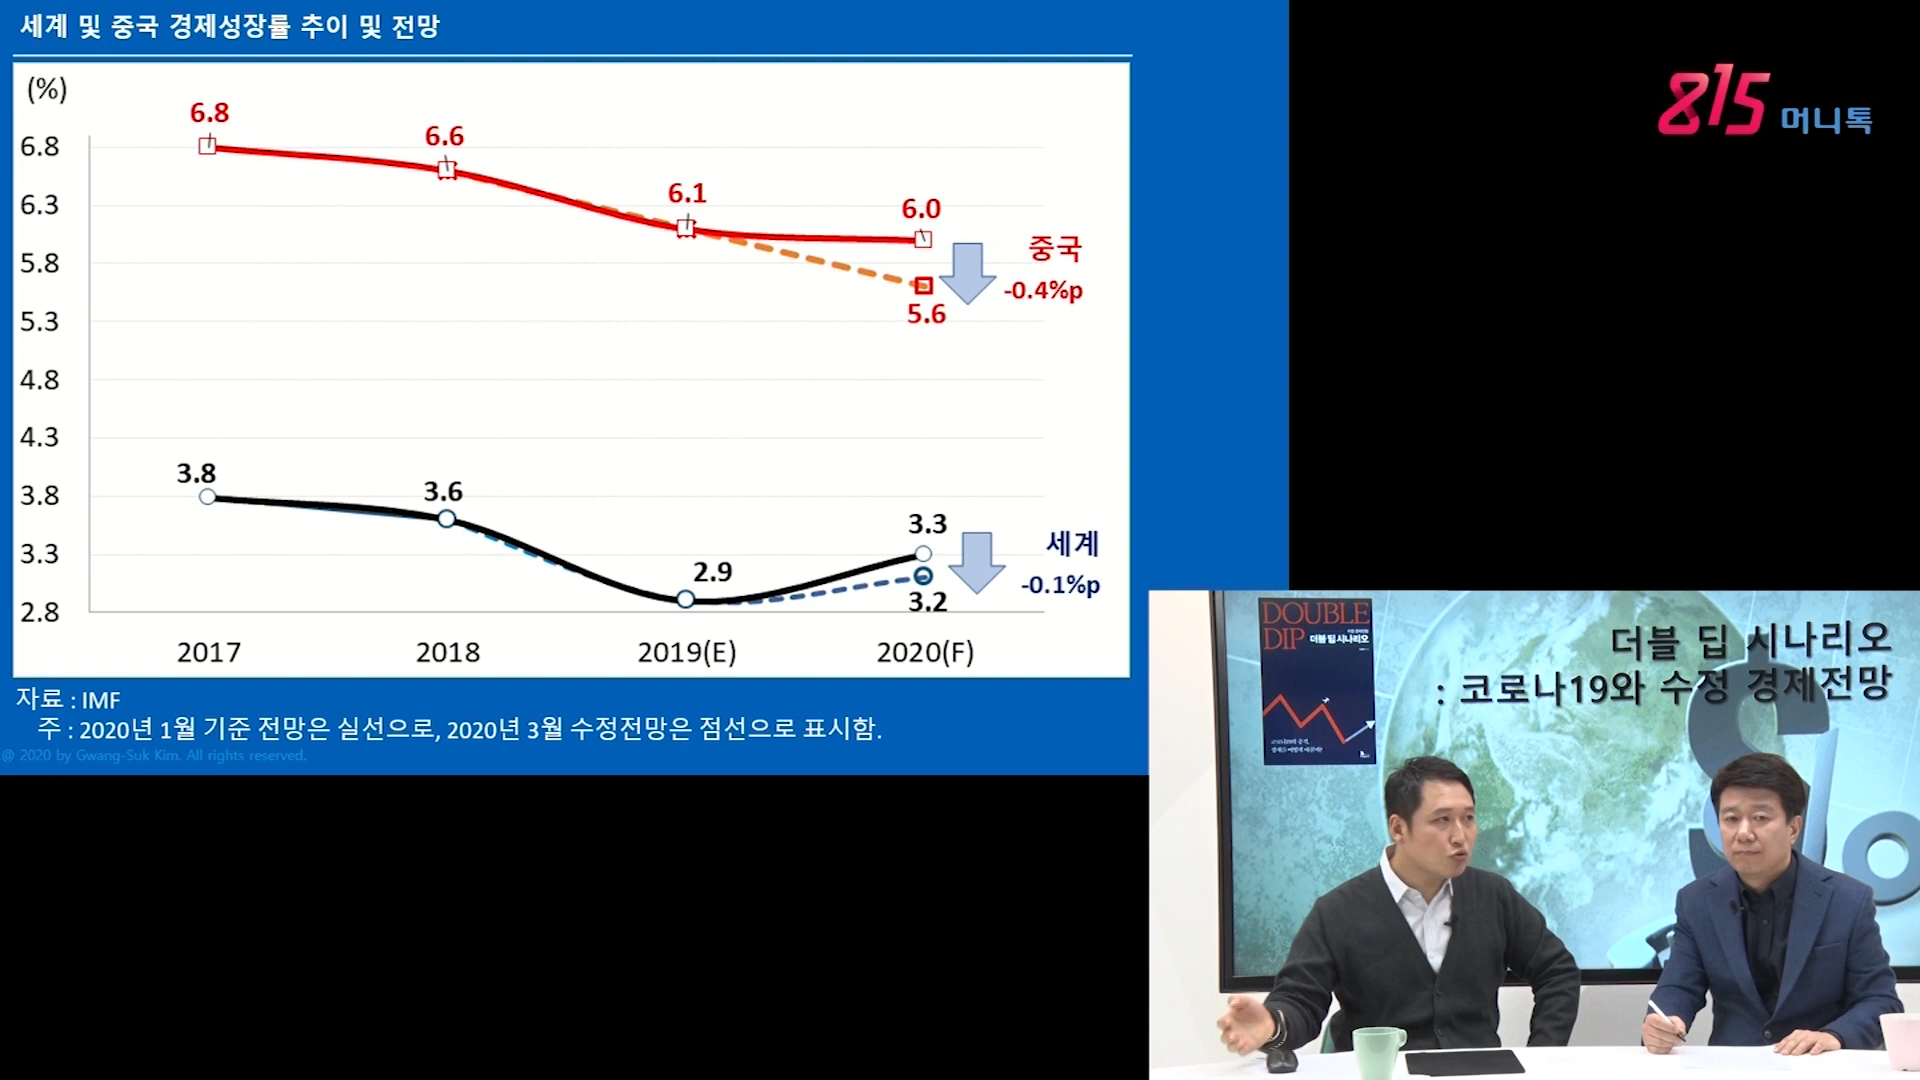 세계 및 중국 경제성장률 추이 및 전망
(%)
6.8
6.3
5.8
5.3
4.8
4.3
3.8
3.3
2.8
6.8
6.6
6.1
6.0
5.6
중국
-0.4%p
3.8
3.6
2.9
3.3
3.2
세계
-0.1%p
2017
2018
2019(E)
2020(F)
자료 : IMF
주 : 2020년 1월 기준 전망은 실선으로, 2020년 3월 수정전망은 점선으로 표시함.
@ 2020 by Gwang-Suk Kim. All rights reserved.
815 머니톡
더블 딥 시나리오
: 코로나19와 수정 경제전망
DOUBLE
DIP
더블 딥 시나리오